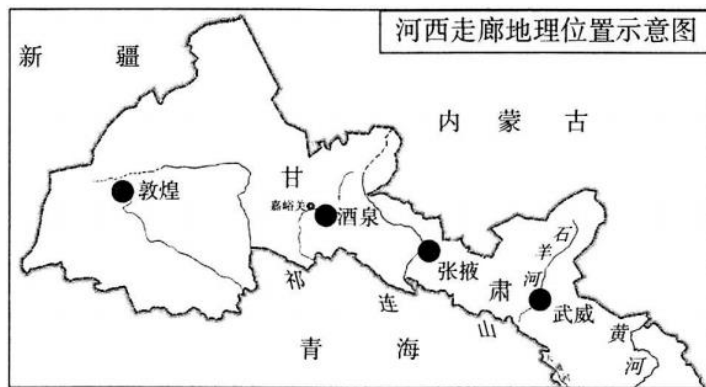 河西走廊地理位置示意图
新疆
内蒙古
甘肃
敦煌
嘉峪关
酒泉
张掖
石羊河
武威
祁连山
青海
黄河